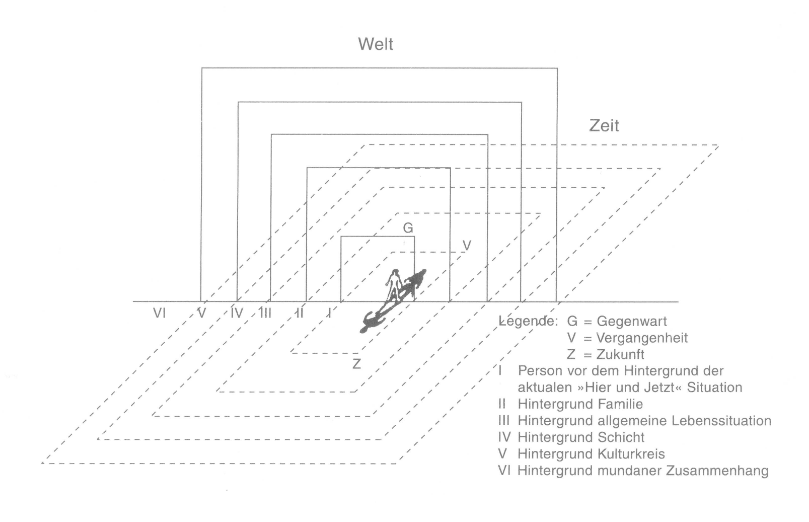 Welt
Zeit
G
V
VI V IV III II I
Z
Legende: G = Gegenwart
V = Vergangenheit
Z = Zukunft
I Person vor dem Hintergrund der
aktualen »Hier und Jetzt« Situation
II Hintergrund Familie
III Hintergrund allgemeine Lebenssituation
IV Hintergrund Schicht
V Hintergrund Kulturkreis
VI Hintergrund mundaner Zusammenhang